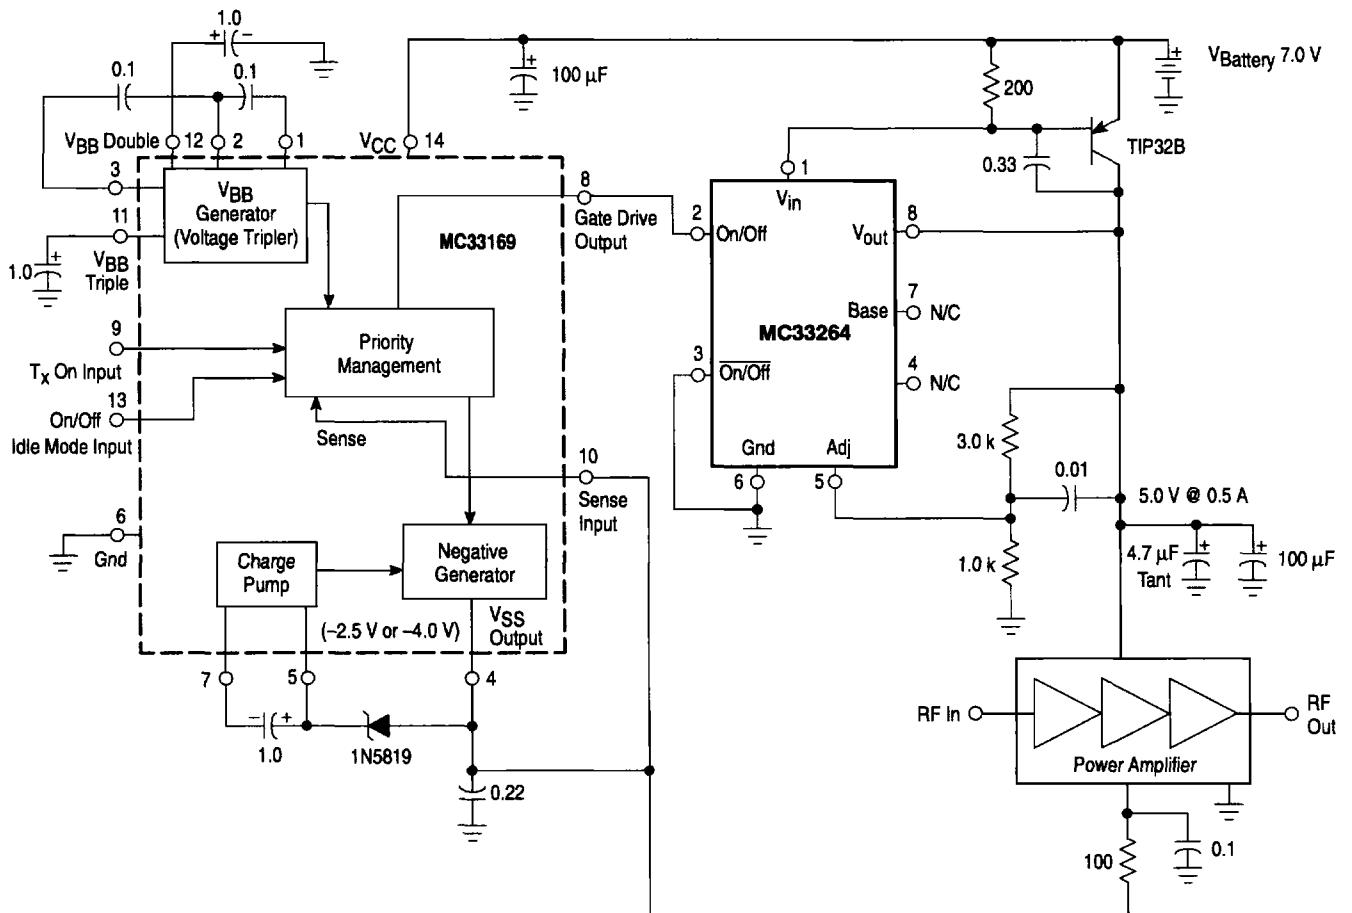 1.0
+
−
0.1
0.1
100 µF
+
VBattery 7.0 V
+
200
VBB Double
12
2
1
VCC
14
TIP32B
0.33
3
VBB
Generator
(Voltage Tripler)
8
Gate Drive
Output
1
Vin
2
On/Off
8
Vout
11
MC33169
1.0
+
VBB
Triple
7
Base
N/C
MC33264
9
Tx On Input
Priority
Management
3
On/Off
4
N/C
13
On/Off
Idle Mode Input
Sense
3.0 k
Gnd
Adj
10
Sense
Input
6
5
0.01
5.0 V @ 0.5 A
6
Gnd
Charge
Pump
Negative
Generator
1.0 k
4.7 µF
Tant
+
+
100 µF
(–2.5 V or –4.0 V)
VSS
Output
7
5
4
−
+
1.0
1N5819
RF In
RF
Out
Power Amplifier
0.22
100
0.1